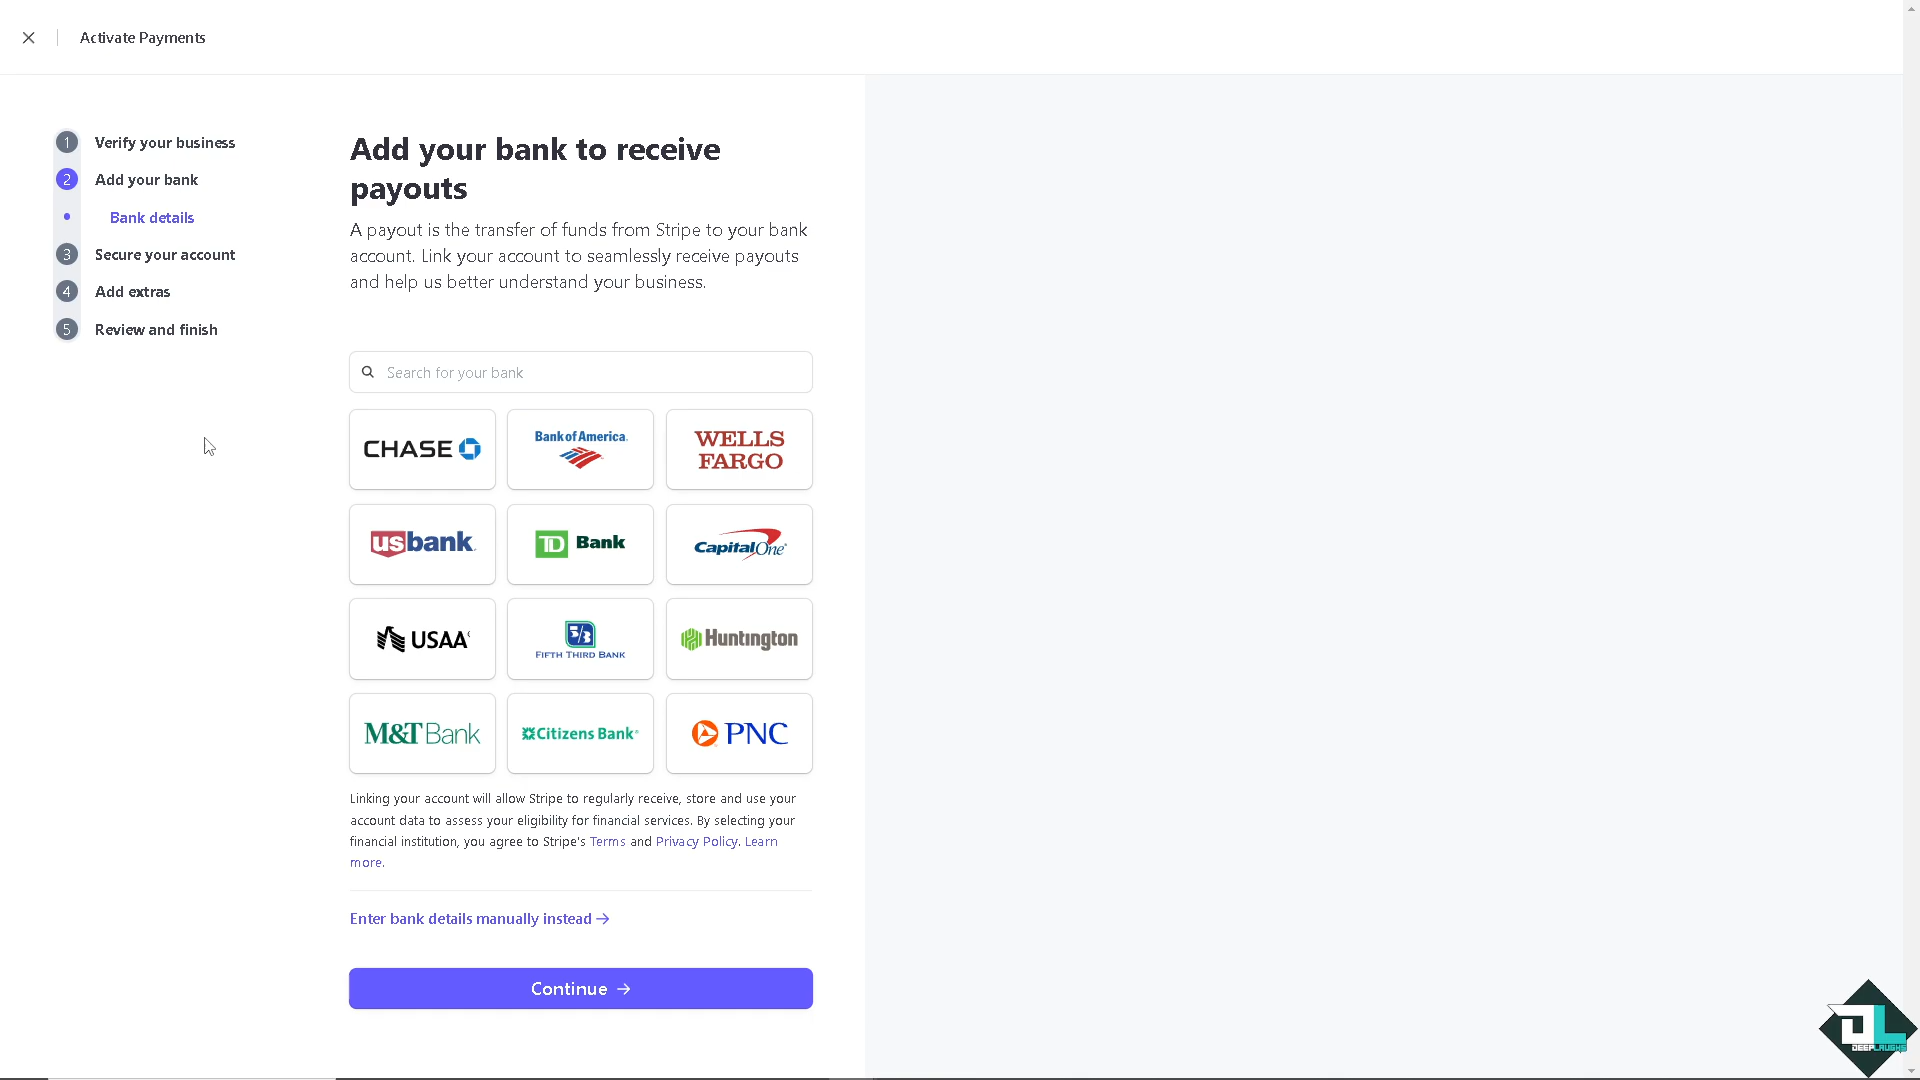 Activate Payments
1 Verify your business
2 Add your bank
Bank details
3 Secure your account
4 Add extras
5 Review and finish
Add your bank to receive
payouts
A payout is the transfer of funds from Stripe to your bank
account. Link your account to seamlessly receive payouts
and help us better understand your business.
Search for your bank
CHASE
Bank of America
WELLS
FARGO
usbank
TD Bank
Capital One
USAA
5/3
FIFTH THIRD BANK
Huntington
M&T Bank
Citizens Bank
PNC
Linking your account will allow Stripe to regularly receive, store and use your
account data to assess your eligibility for financial services. By selecting your
financial institution, you agree to Stripe's Terms and Privacy Policy. Learn
more.
Enter bank details manually instead →
Continue →
DL
DEEPLAUGHS